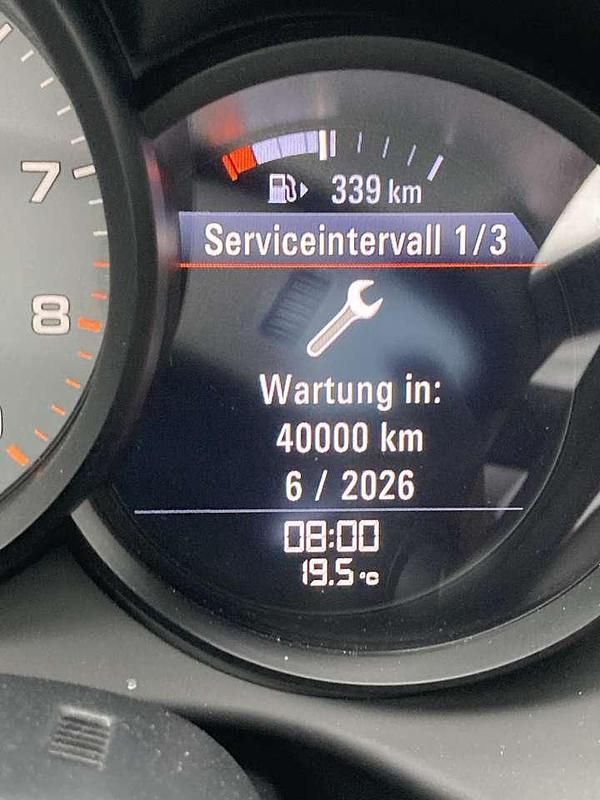 339 km
Serviceintervall 1/3
7
8
Wartung in:
40000 km
6 / 2026
08:00
19.5 °C